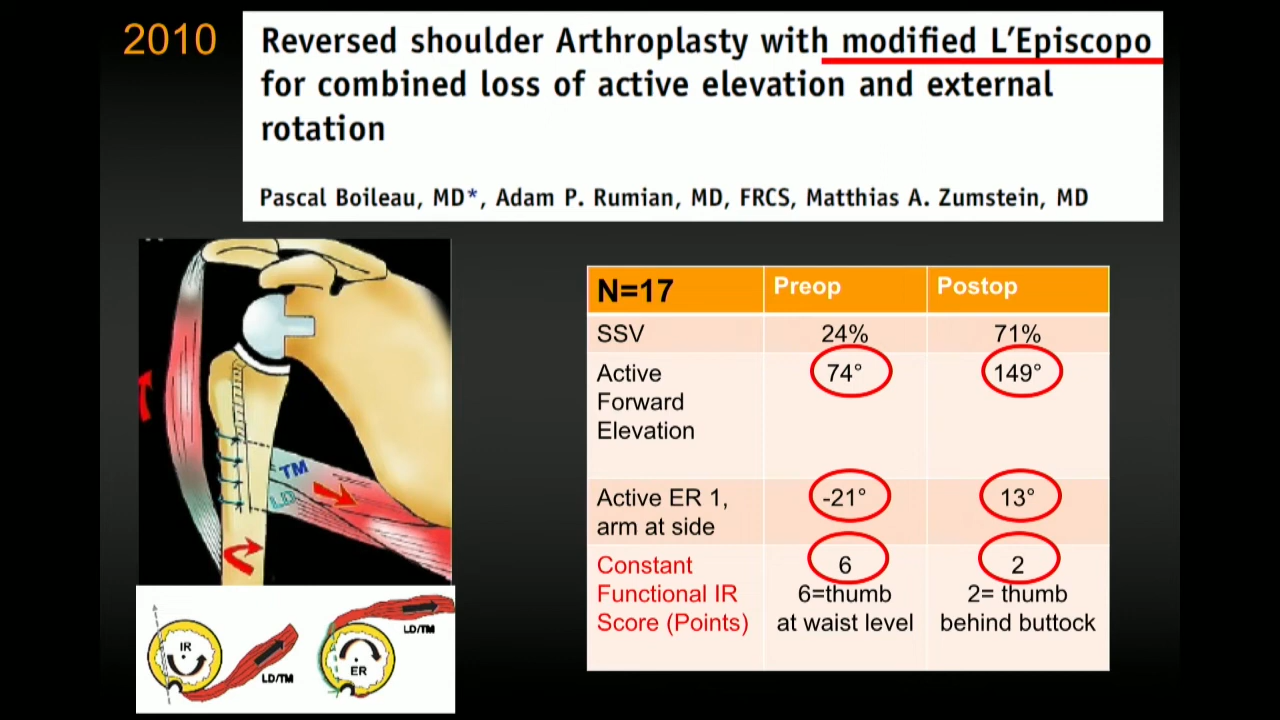 2010
Reversed shoulder Arthroplasty with modified L'Episcopo
for combined loss of active elevation and external
rotation
Pascal Boileau, MD*, Adam P. Rumian, MD, FRCS, Matthias A. Zumstein, MD
TM
LD
IR
LD/TM
ER
LD/TM
N=17 Preop Postop
SSV 24% 71%
Active 74° 149°
Forward
Elevation
Active ER 1, -21° 13°
arm at side
Constant 6 2
Functional IR 6=thumb 2= thumb
Score (Points) at waist level behind buttock